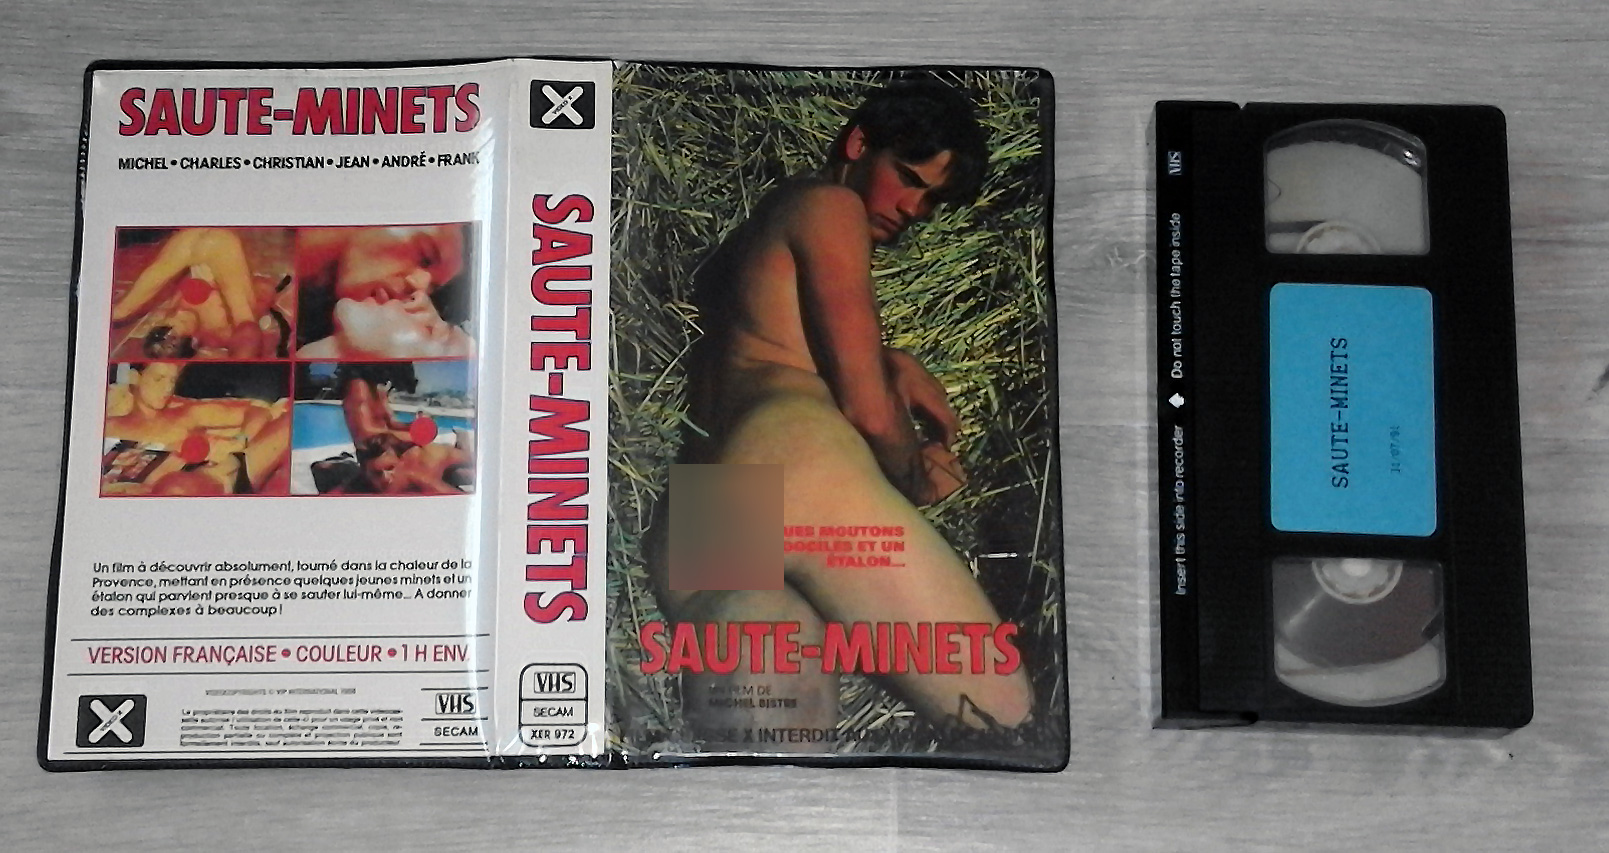 SAUTE-MINETS
MICHEL • CHARLES • CHRISTIAN • JEAN • ANDRÉ • FRANK
Un film à découvrir absolument, tourné dans la chaleur de la
Provence, mettant en présence quelques jeunes minets et un
étalon qui parvient presque à se sauter lui-même... A donner
des complexes à beaucoup !
VERSION FRANÇAISE • COULEUR • 1 H ENV.
VIDEO X
VHS
SECAM
VIDEO X
SAUTE-MINETS
VHS
SECAM
XER 972
UES MOUTONS
DOCILES ET UN
ÉTALON...
SAUTE-MINETS
UN FILM DE
MICHEL BISTRE
X INTERDIT
VHS
Do not touch the tape inside
Insert this side into recorder
SAUTE-MINETS